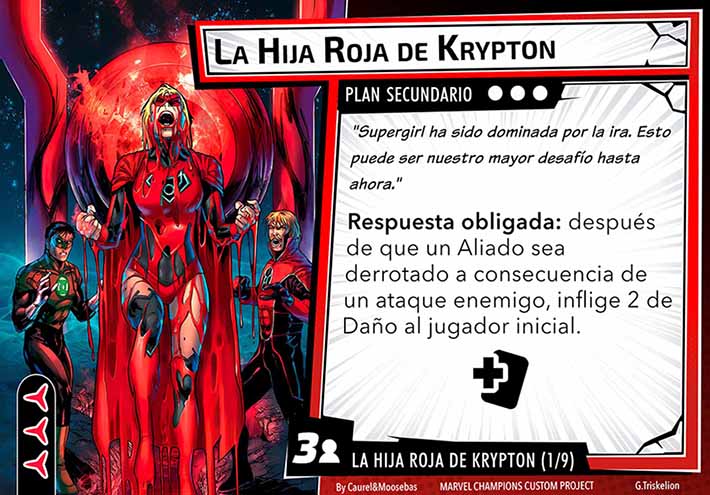 La Hija Roja de Krypton
PLAN SECUNDARIO
"Supergirl ha sido dominada por la ira. Esto
puede ser nuestro mayor desafío hasta
ahora."
Respuesta obligada: después
de que un Aliado sea
derrotado a consecuencia de
un ataque enemigo, inflige 2 de
Daño al jugador inicial.
3
LA HIJA ROJA DE KRYPTON (1/9)
By Caurel&Moosebas MARVEL CHAMPIONS CUSTOM PROJECT G.Triskelion